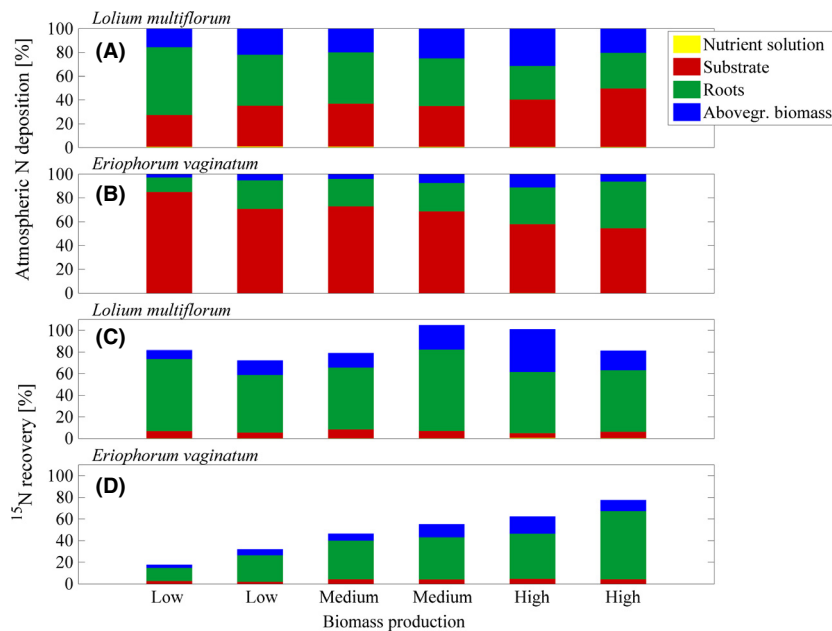 Lolium multiflorum
100
80
60
40
20
0
(A)
Nutrient solution
Substrate
Roots
Abovegr. biomass
Atmospheric N deposition [%]
Eriophorum vaginatum
100
80
60
40
20
0
(B)
Lolium multiflorum
100
80
60
40
20
0
(C)
15N recovery [%]
Eriophorum vaginatum
100
80
60
40
20
0
(D)
Low Low Medium Medium High High
Biomass production